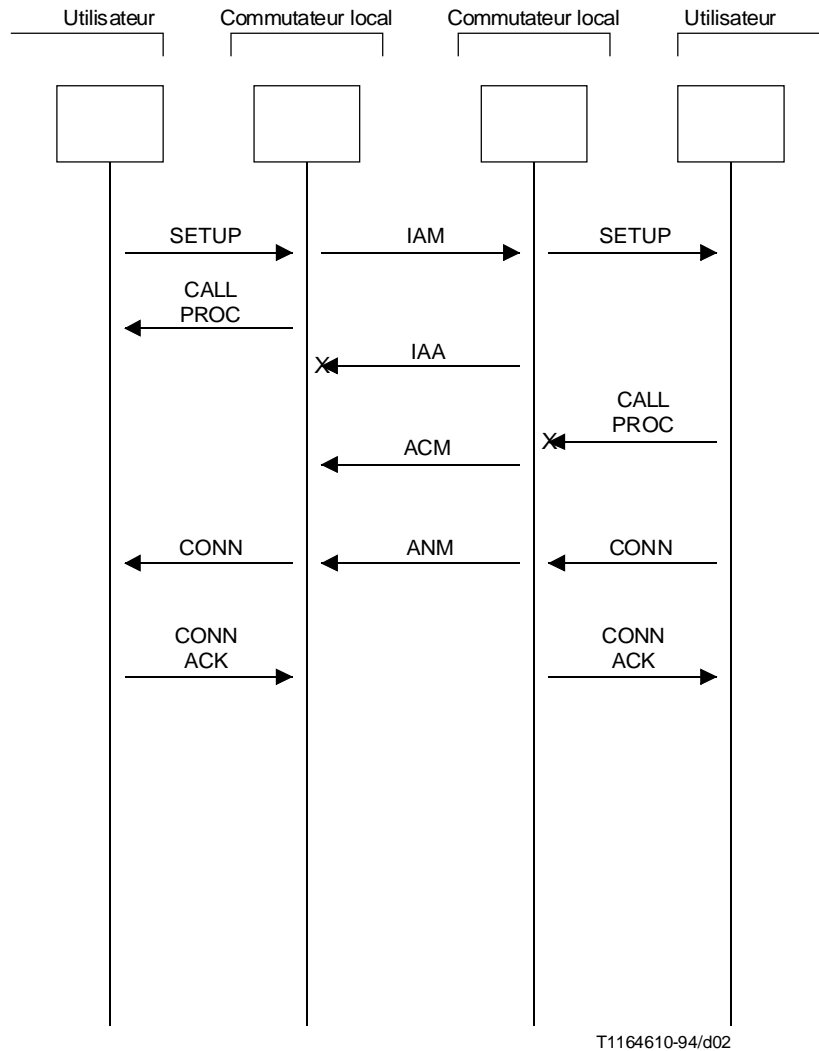 Utilisateur
Commutateur local
Commutateur local
Utilisateur
SETUP
IAM
SETUP
CALL
PROC
X
IAA
CALL
PROC
X
ACM
CONN
ANM
CONN
CONN
ACK
CONN
ACK
T1164610-94/d02